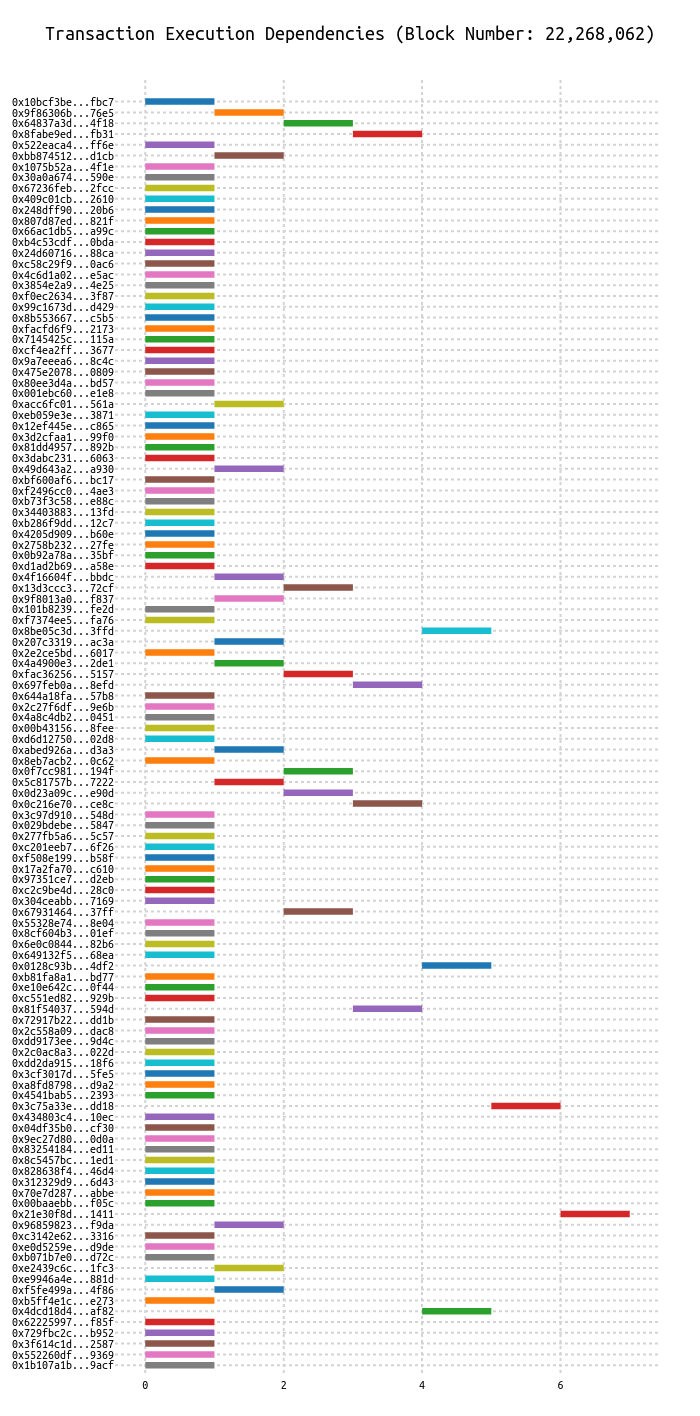 Transaction Execution Dependencies (Block Number: 22,268,062)
0x10bcf3be...fbc7
0x9f86306b...76e5
0x64837a3d...4f18
0x8fabe9ed...fb31
0x522eaca4...ff6e
0xbb874512...d1cb
0x1075b52a...4f1e
0x30a0a674...590e
0x67236feb...2fcc
0x409c01cb...2610
0x248dff90...20b6
0x807d87ed...821f
0x66ac1db5...a99c
0xb4c53cdf...0bda
0x24d60716...88ca
0xc58c29f9...0ac6
0x4c6d1a02...e5ac
0x3854e2a9...4e25
0xf0ec2634...3f87
0x99c1673d...d429
0x8b553667...c5b5
0xfacfd6f9...2173
0x7145425c...115a
0xcf4ea2ff...3677
0x9a7eeea6...8c4c
0x475e2078...0809
0x80ee3d4a...bd57
0x001ebc60...e1e8
0xacc6fc01...561a
0xeb059e3e...3871
0x12ef445e...c865
0x3d2cfaa1...99f0
0x81dd4957...892b
0x3dabc231...6063
0x49d643a2...a930
0xbf600af6...bc17
0xf2496cc0...4ae3
0xb73f3c58...e88c
0x34403883...13fd
0xb286f9dd...12c7
0x4205d909...b60e
0x2758b232...27fe
0x0b92a78a...35bf
0xd1ad2b69...a58e
0x4f16604f...bbdc
0x13d3ccc3...72cf
0x9f8013a0...f837
0x101b8239...fe2d
0xf7374ee5...fa76
0x8be05c3d...3ffd
0x207c3319...ac3a
0x2e2ce5bd...6017
0x4a4900e3...2de1
0xfac36256...5157
0x697feb0a...8efd
0x644a18fa...57b8
0x2c27f6df...9e6b
0x4a8c4db2...0451
0x00b43156...8fee
0xd6d12750...02d8
0xabed926a...d3a3
0x8eb7acb2...0c62
0x0f7cc981...194f
0x5c81757b...7222
0x0d23a09c...e90d
0x0c216e70...ce8c
0x3c97d910...548d
0x029bdebe...5847
0x277fb5a6...5c57
0xc201eeb7...6f26
0xf508e199...b58f
0x17a2fa70...c610
0x97351ce7...d2eb
0xc2c9be4d...28c0
0x304ceabb...7169
0x67931464...37ff
0x55328e74...8e04
0x8cf604b3...01ef
0x6e0c0844...82b6
0x649132f5...68ea
0x0128c93b...4df2
0xb81fa8a1...bd77
0xe10e642c...0f44
0xc551ed82...929b
0x81f54037...594d
0x72917b22...dd1b
0x2c558a09...dac8
0xdd9173ee...9d4c
0x2c0ac8a3...022d
0xdd2da915...18f6
0x3cf3017d...5fe5
0xa8fd8798...d9a2
0x4541bab5...2393
0x3c75a33e...dd18
0x434803c4...10ec
0x04df35b0...cf30
0x9ec27d80...0d0a
0x83254184...ed11
0x8c5457bc...1ed1
0x828638f4...46d4
0x312329d9...6d43
0x70e7d287...abbe
0x00baaebb...f05c
0x21e30f8d...1411
0x96859823...f9da
0xc3142e62...3316
0xe0d5259e...d9de
0xb071b7e0...d72c
0xe2439c6c...1fc3
0xe9946a4e...881d
0xf5fe499a...4f86
0xb5ff4e1c...e273
0x4dcd18d4...af82
0x62225997...f85f
0x729fbc2c...b952
0x3f614c1d...2587
0x552260df...9369
0x1b107a1b...9acf
0 2 4 6